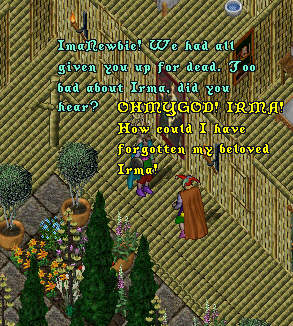 ImaNewbie! We had all
given you up for dead. Too
bad about Irma, did you
hear?
OHMYGOD! IRMA!
How could I have
forgotten my beloved
Irma!